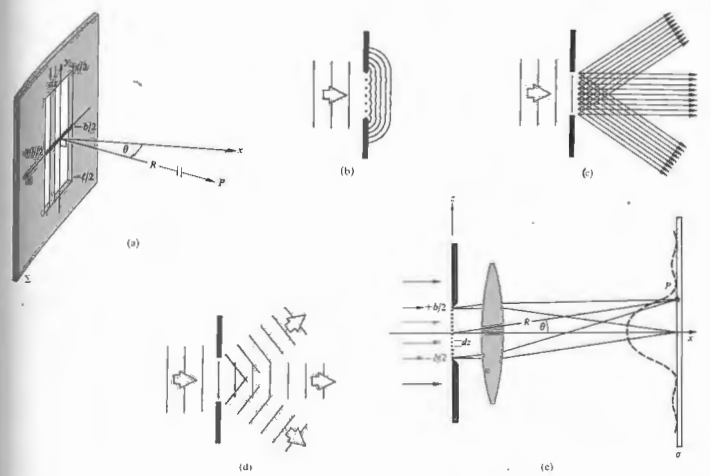 −b/2
x
θ
R
P
−ℓ/2
(a)
Σ
(b)
(c)
(d)
z
+b/2
R
θ
dz
−b/2
P
x
σ
(e)